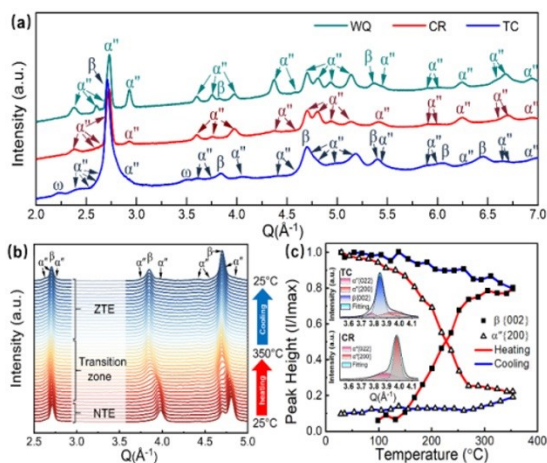 (a)
WQ CR TC
α'' β α'' α'' α'' β α'' α'' α'' β α'' α'' α'' α''
α'' α'' α'' α'' α'' α'' α'' α'' α''
ω α'' α'' ω α'' β α'' α'' β α'' β α'' α'' β α'' β α''
Intensity (a.u.)
2.0 2.5 3.0 3.5 4.0 4.5 5.0 5.5 6.0 6.5 7.0
Q(Å⁻¹)
(b)
α'' β α'' α'' β α'' β α'' α''
Intensity (a.u.)
ZTE
Transition
zone
NTE
25°C
Cooling
350°C
heating
25°C
2.5 3.0 3.5 4.0 4.5 5.0
Q(Å⁻¹)
(c)
Peak Height (I/Imax)
1.0
0.8
0.6
0.4
0.2
0.0
TC
Intensity(a.u.)
α''{022}
α''{200}
β{002}
Fitting
3.6 3.7 3.8 3.9 4.0 4.1
CR
Intensity(a.u.)
α''{022}
α''{200}
Fitting
3.6 3.7 3.8 3.9 4.0 4.1
Q(Å⁻¹)
β {002}
α''{200}
Heating
Cooling
0 100 200 300 400
Temperature (°C)